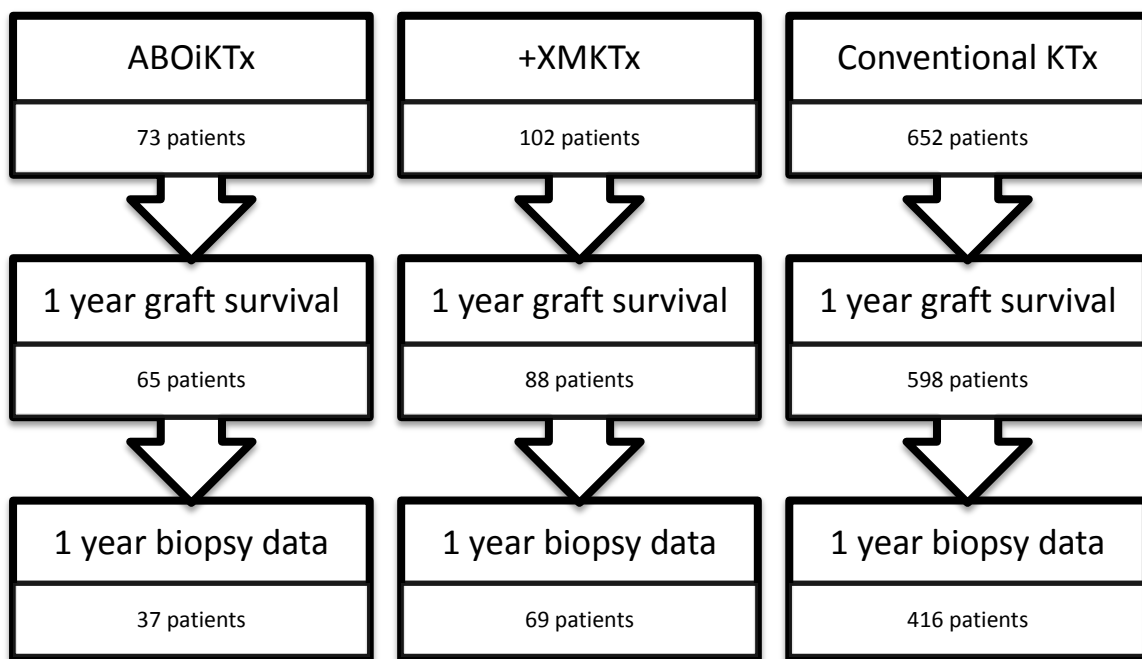 ABOiKTx
73 patients
1 year graft survival
65 patients
1 year biopsy data
37 patients
+XMKTx
102 patients
1 year graft survival
88 patients
1 year biopsy data
69 patients
Conventional KTx
652 patients
1 year graft survival
598 patients
1 year biopsy data
416 patients